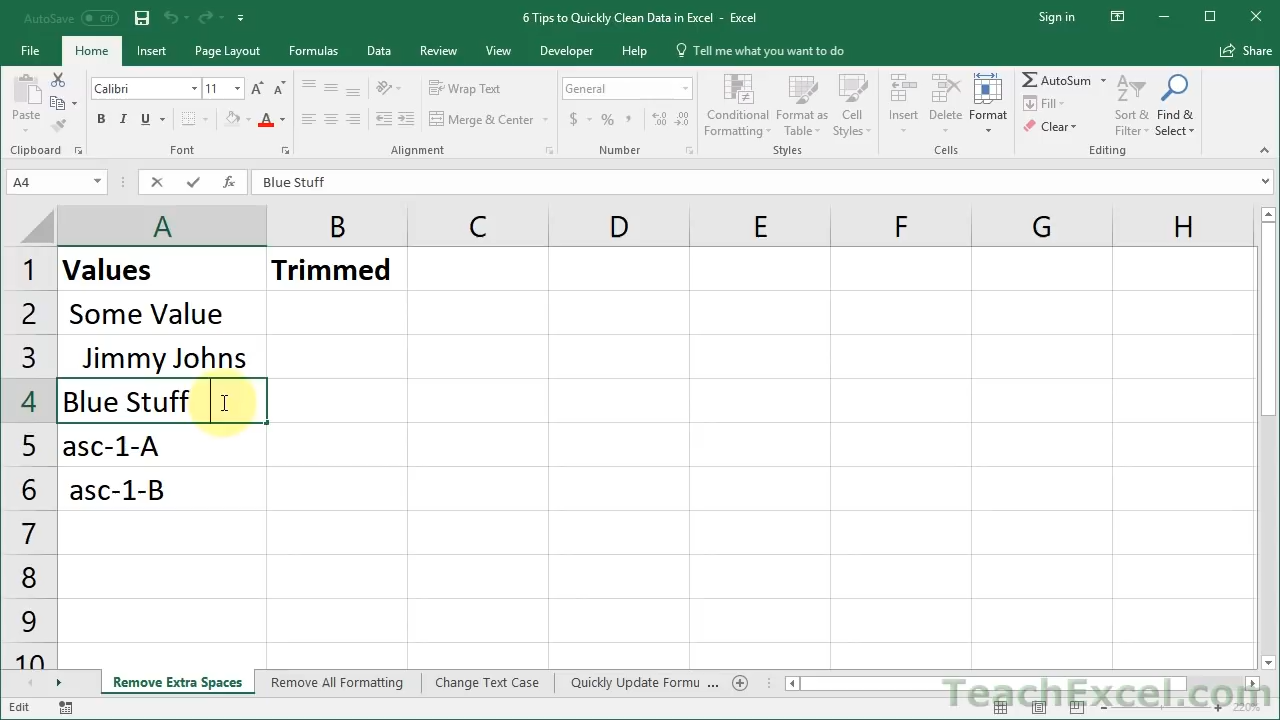 AutoSave Off
6 Tips to Quickly Clean Data in Excel - Excel
Sign in
File Home Insert Page Layout Formulas Data Review View Developer Help Tell me what you want to do Share
Paste
Clipboard
Calibri 11
B I U A
Font
Wrap Text
Merge & Center
Alignment
General
$ % ,
Number
Conditional Formatting
Format as Table
Cell Styles
Styles
Insert Delete Format
Cells
AutoSum
Fill
Clear
Sort & Filter
Find & Select
Editing
A4 fx Blue Stuff
A B C D E F G H
1 Values Trimmed
2 Some Value
3 Jimmy Johns
4 Blue Stuff
5 asc-1-A
6 asc-1-B
7
8
9
10
Remove Extra Spaces Remove All Formatting Change Text Case Quickly Update Formu ...
Edit
220%
TeachExcel.com